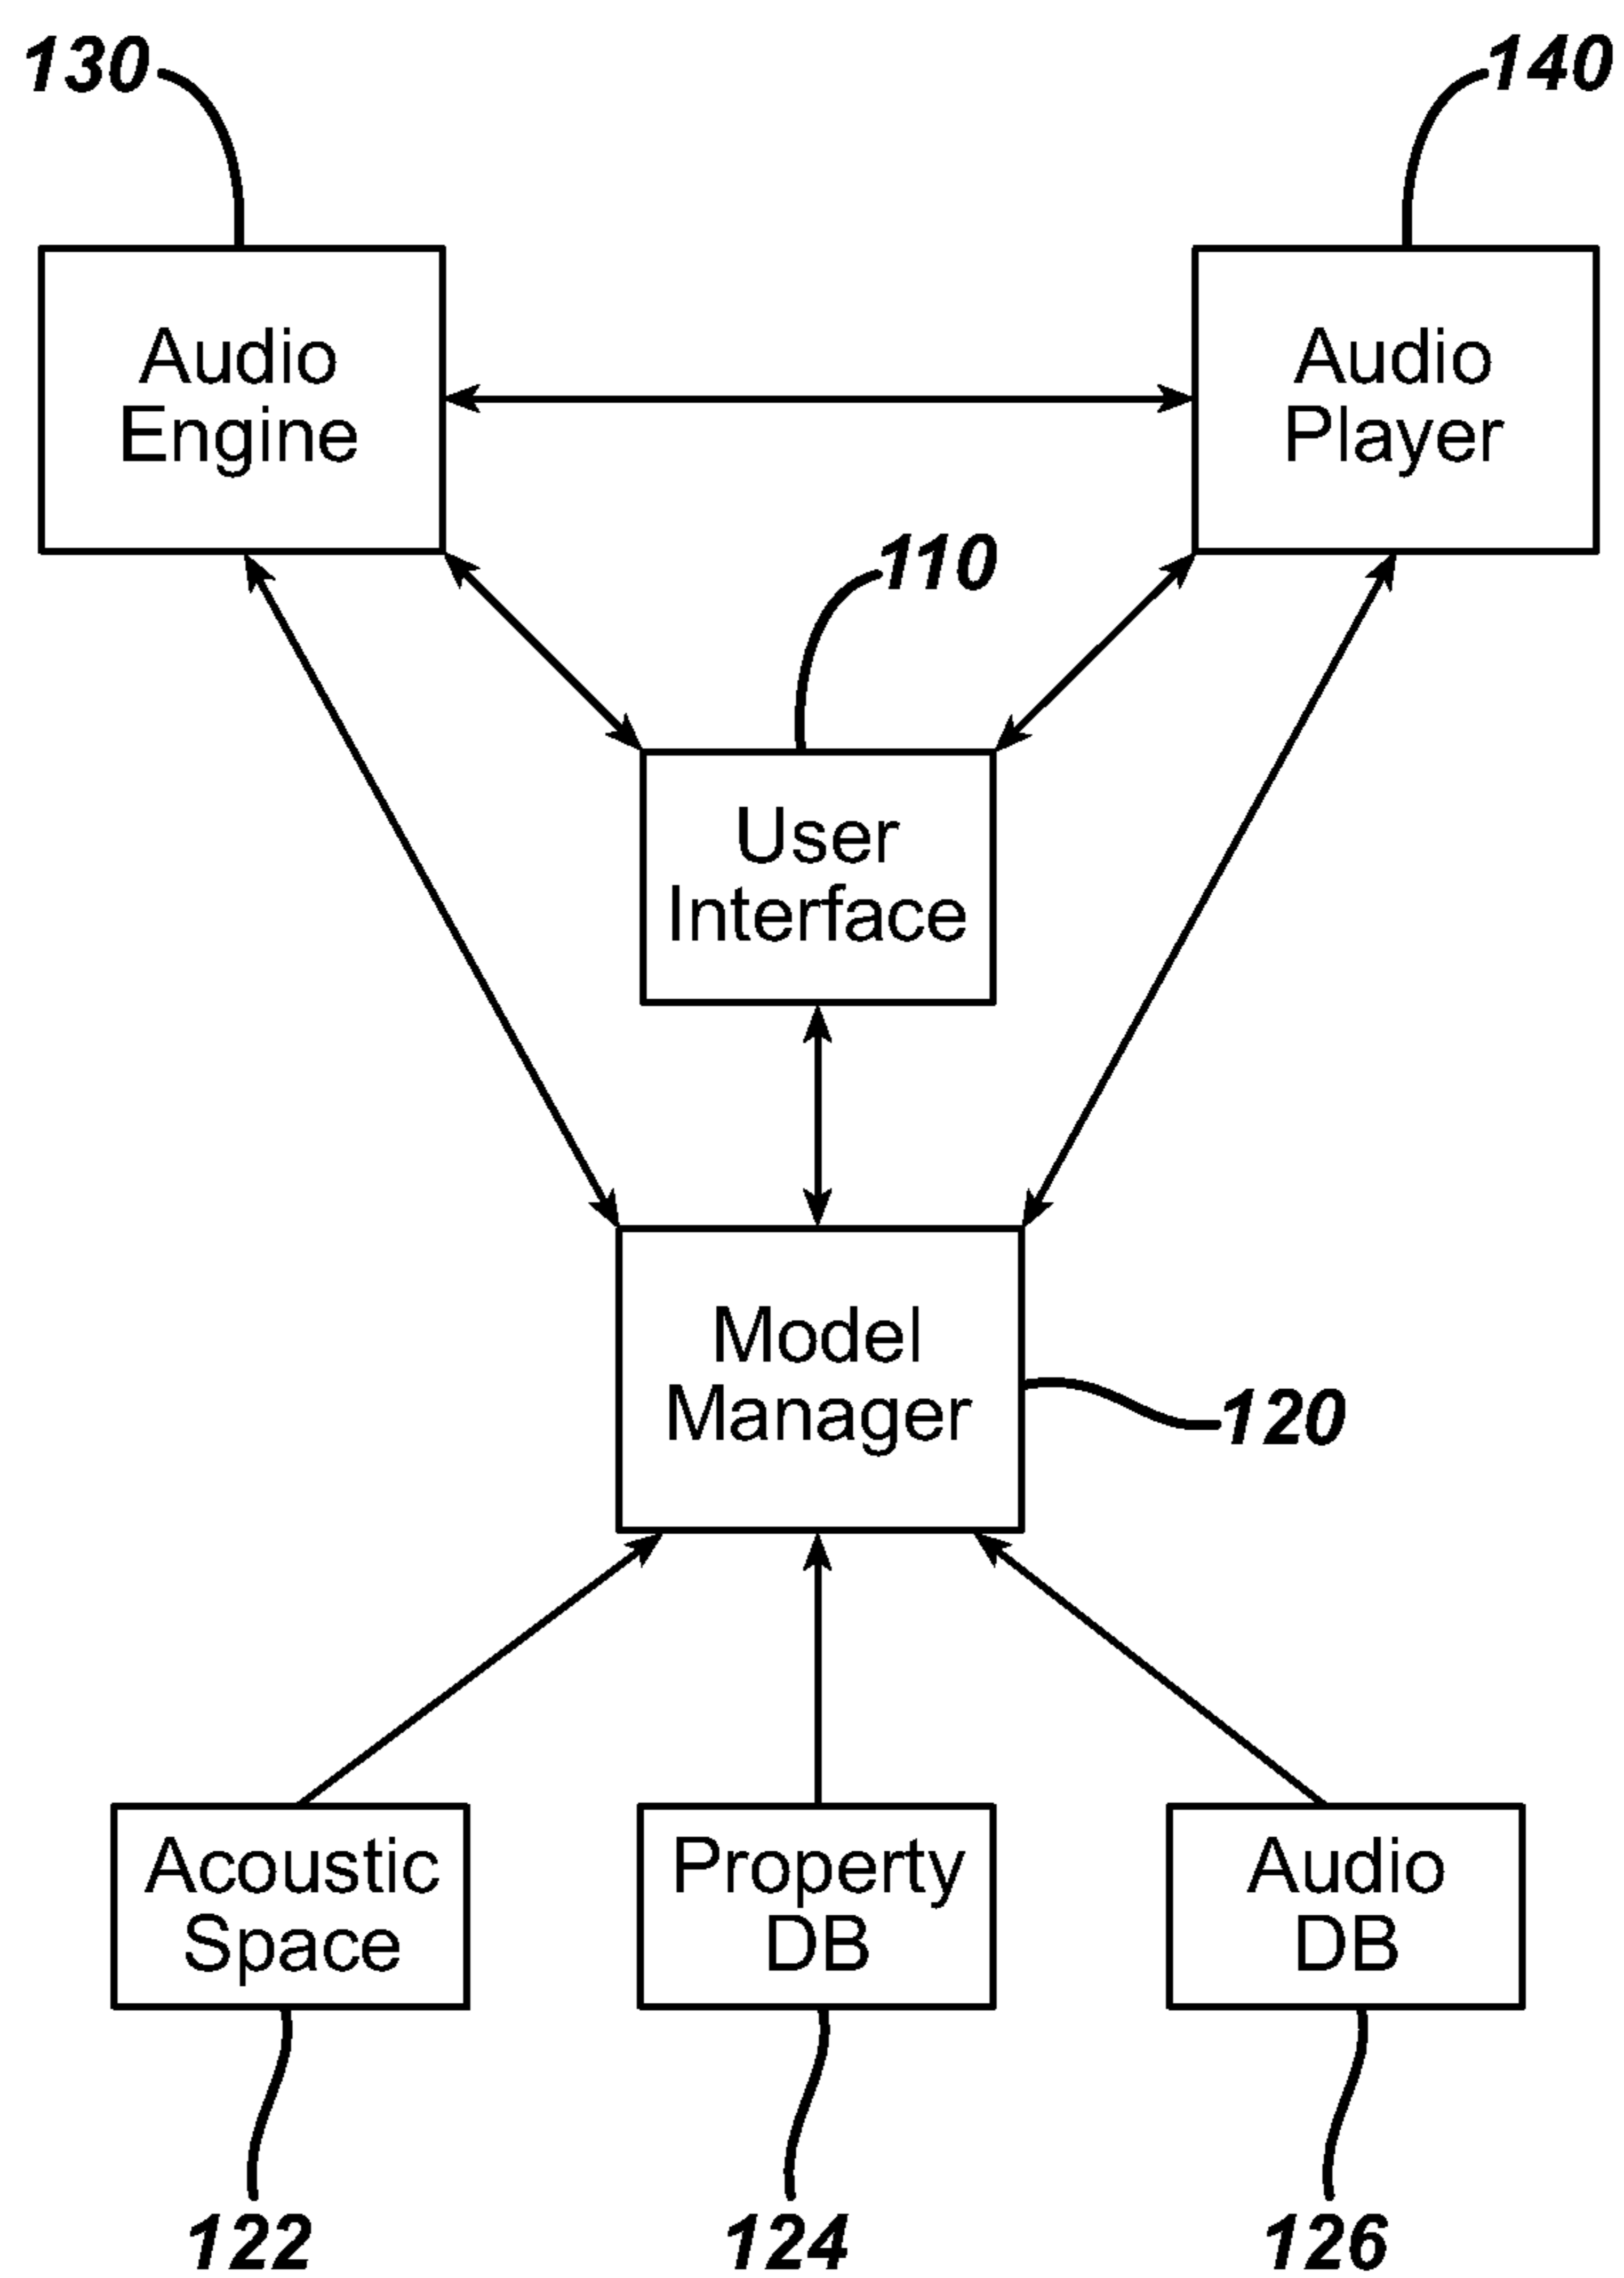 130
140
Audio
Engine
Audio
Player
110
User
Interface
Model
Manager
120
Acoustic
Space
Property
DB
Audio
DB
122
124
126